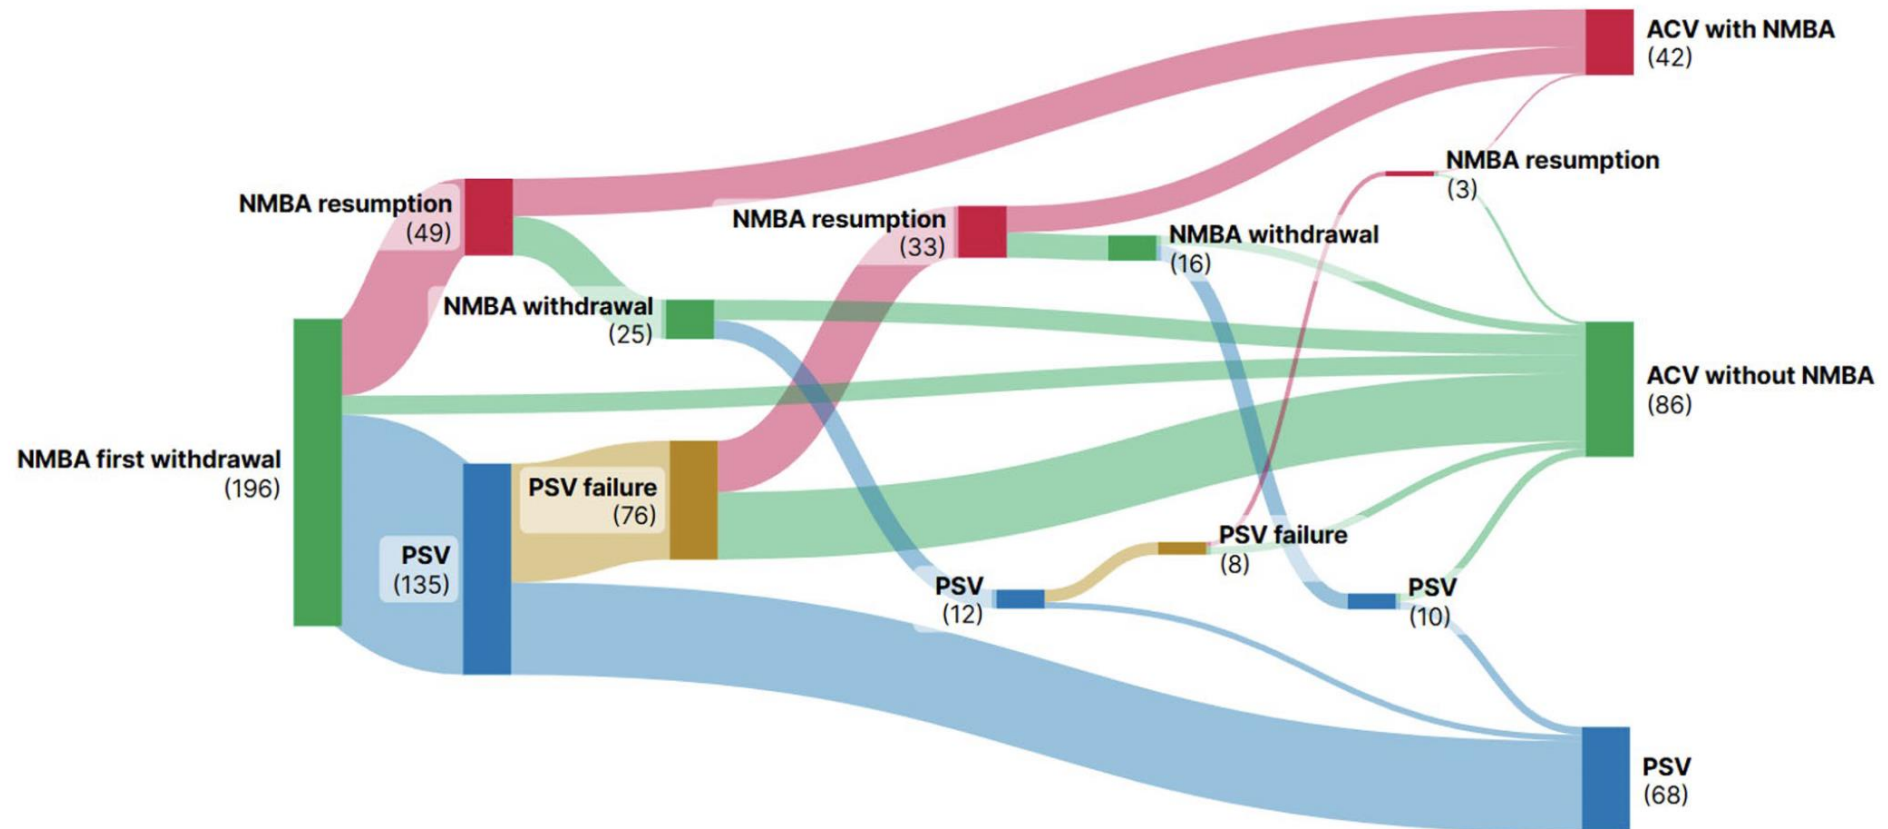 ACV with NMBA
(42)
NMBA resumption
(3)
NMBA resumption
(49)
NMBA resumption
(33)
NMBA withdrawal
(16)
NMBA withdrawal
(25)
ACV without NMBA
(86)
NMBA first withdrawal
(196)
PSV failure
(76)
PSV
(135)
PSV failure
(8)
PSV
(12)
PSV
(10)
PSV
(68)